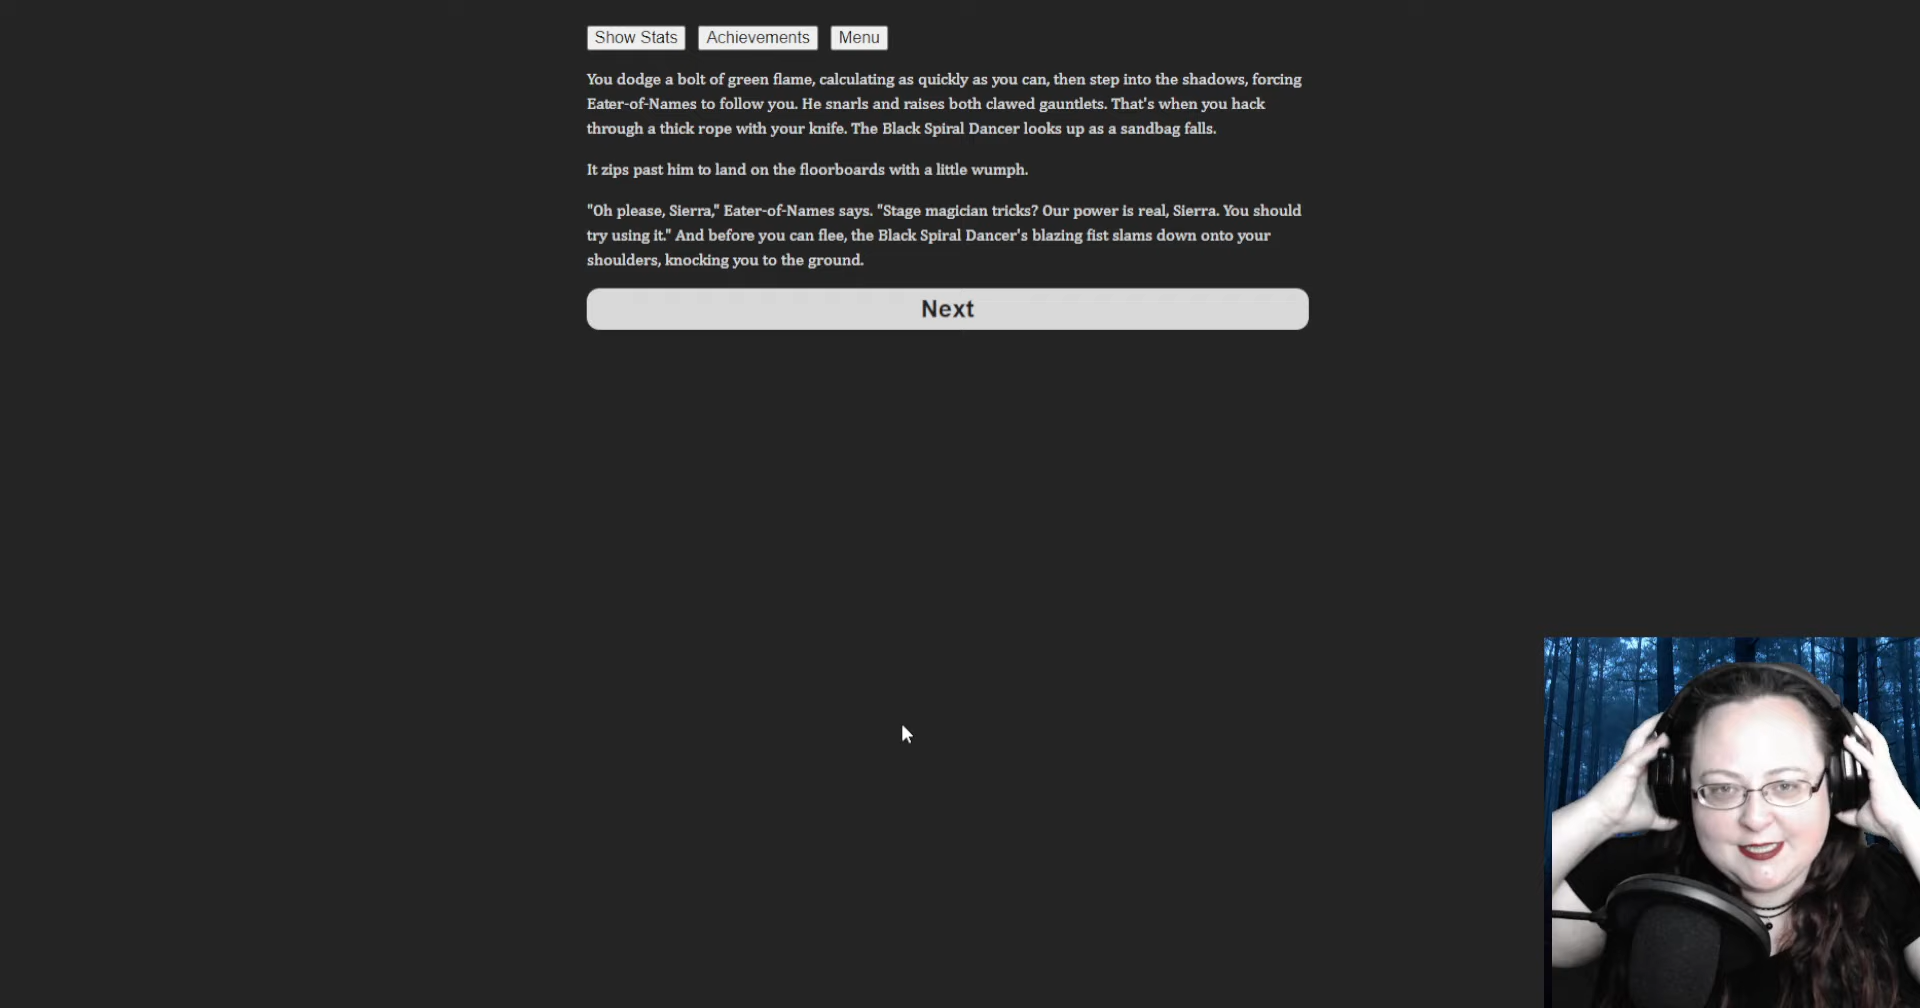 Show Stats Achievements Menu
You dodge a bolt of green flame, calculating as quickly as you can, then step into the shadows, forcing
Eater-of-Names to follow you. He snarls and raises both clawed gauntlets. That's when you hack
through a thick rope with your knife. The Black Spiral Dancer looks up as a sandbag falls.
It zips past him to land on the floorboards with a little wumph.
"Oh please, Sierra," Eater-of-Names says. "Stage magician tricks? Our power is real, Sierra. You should
try using it." And before you can flee, the Black Spiral Dancer's blazing fist slams down onto your
shoulders, knocking you to the ground.
Next